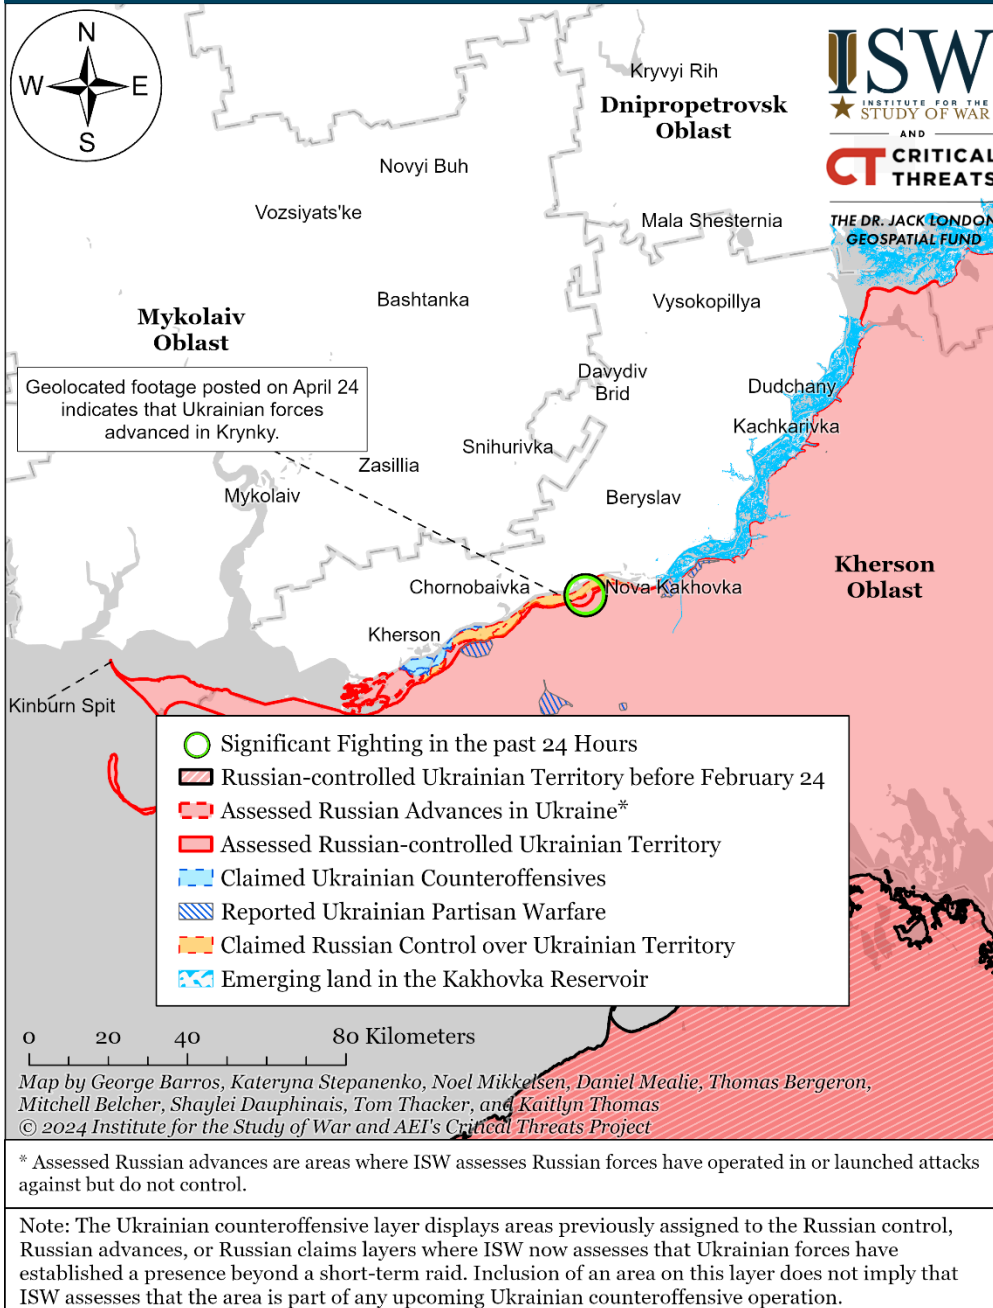 N
W
E
S
ISW
INSTITUTE FOR THE
STUDY OF WAR
AND
CT CRITICAL
THREATS
THE DR. JACK LONDON
GEOSPATIAL FUND
Kryvyi Rih
Dnipropetrovsk
Oblast
Novyi Buh
Vozsiyats'ke
Mala Shesternia
Bashtanka
Vysokopillya
Mykolaiv
Oblast
Geolocated footage posted on April 24
indicates that Ukrainian forces
advanced in Krynky.
Davydiv
Brid
Dudchany
Kachkarivka
Snihurivka
Zasillia
Mykolaiv
Beryslav
Kherson
Oblast
Chornobaivka
Nova Kakhovka
Kherson
Kinburn Spit
Significant Fighting in the past 24 Hours
Russian-controlled Ukrainian Territory before February 24
Assessed Russian Advances in Ukraine*
Assessed Russian-controlled Ukrainian Territory
Claimed Ukrainian Counteroffensives
Reported Ukrainian Partisan Warfare
Claimed Russian Control over Ukrainian Territory
Emerging land in the Kakhovka Reservoir
0 20 40 80 Kilometers
Map by George Barros, Kateryna Stepanenko, Noel Mikkelsen, Daniel Mealie, Thomas Bergeron,
Mitchell Belcher, Shaylei Dauphinais, Tom Thacker, and Kaitlyn Thomas
© 2024 Institute for the Study of War and AEI's Critical Threats Project
* Assessed Russian advances are areas where ISW assesses Russian forces have operated in or launched attacks
against but do not control.
Note: The Ukrainian counteroffensive layer displays areas previously assigned to the Russian control,
Russian advances, or Russian claims layers where ISW now assesses that Ukrainian forces have
established a presence beyond a short-term raid. Inclusion of an area on this layer does not imply that
ISW assesses that the area is part of any upcoming Ukrainian counteroffensive operation.